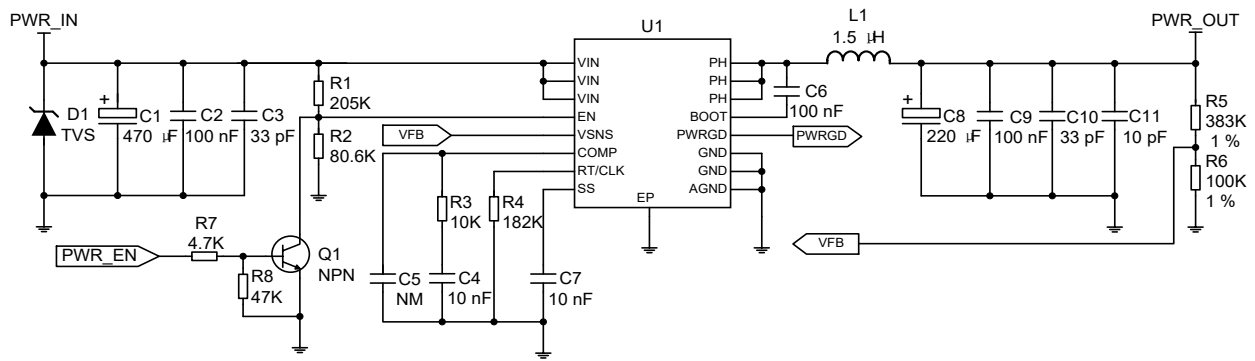 PWR_IN
U1
L1
1.5 μH
PWR_OUT
VIN
VIN
VIN
EN
VSNS
COMP
RT/CLK
SS
EP
PH
PH
PH
BOOT
PWRGD
GND
GND
AGND
D1
TVS
C1
470 μF
C2
100 nF
C3
33 pF
R1
205K
R2
80.6K
VFB
C6
100 nF
PWRGD
C8
220 μF
C9
100 nF
C10
33 pF
C11
10 pF
R5
383K
1 %
R6
100K
1 %
VFB
R3
10K
R4
182K
R7
4.7K
PWR_EN
R8
47K
Q1
NPN
C5
NM
C4
10 nF
C7
10 nF
+
+